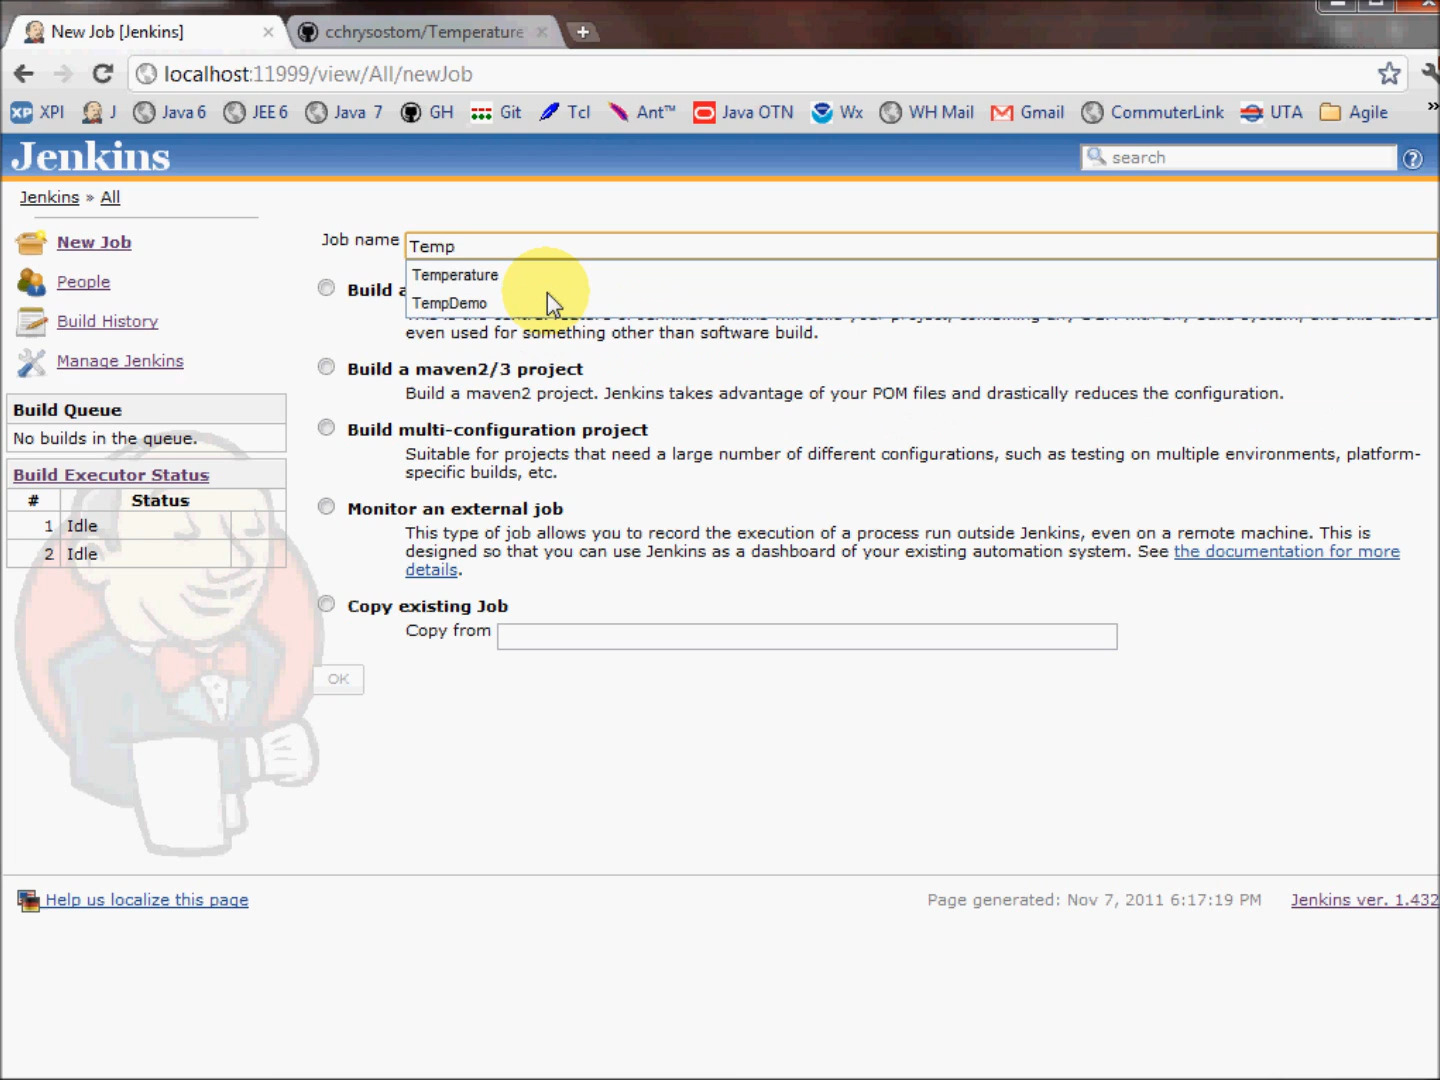 New Job [Jenkins]
cchrysostom/Temperature
localhost:11999/view/All/newJob
XP XPI J Java 6 JEE 6 Java 7 GH Git Tcl Ant™ Java OTN Wx WH Mail Gmail CommuterLink UTA Agile »
Jenkins
search
Jenkins » All
New Job
People
Build History
Manage Jenkins
Build Queue
No builds in the queue.
Build Executor Status
# Status
1 Idle
2 Idle
Job name Temp
Temperature
TempDemo
Build a
even used for something other than software build.
Build a maven2/3 project
Build a maven2 project. Jenkins takes advantage of your POM files and drastically reduces the configuration.
Build multi-configuration project
Suitable for projects that need a large number of different configurations, such as testing on multiple environments, platform-
specific builds, etc.
Monitor an external job
This type of job allows you to record the execution of a process run outside Jenkins, even on a remote machine. This is
designed so that you can use Jenkins as a dashboard of your existing automation system. See the documentation for more
details.
Copy existing Job
Copy from
OK
Help us localize this page
Page generated: Nov 7, 2011 6:17:19 PM
Jenkins ver. 1.432